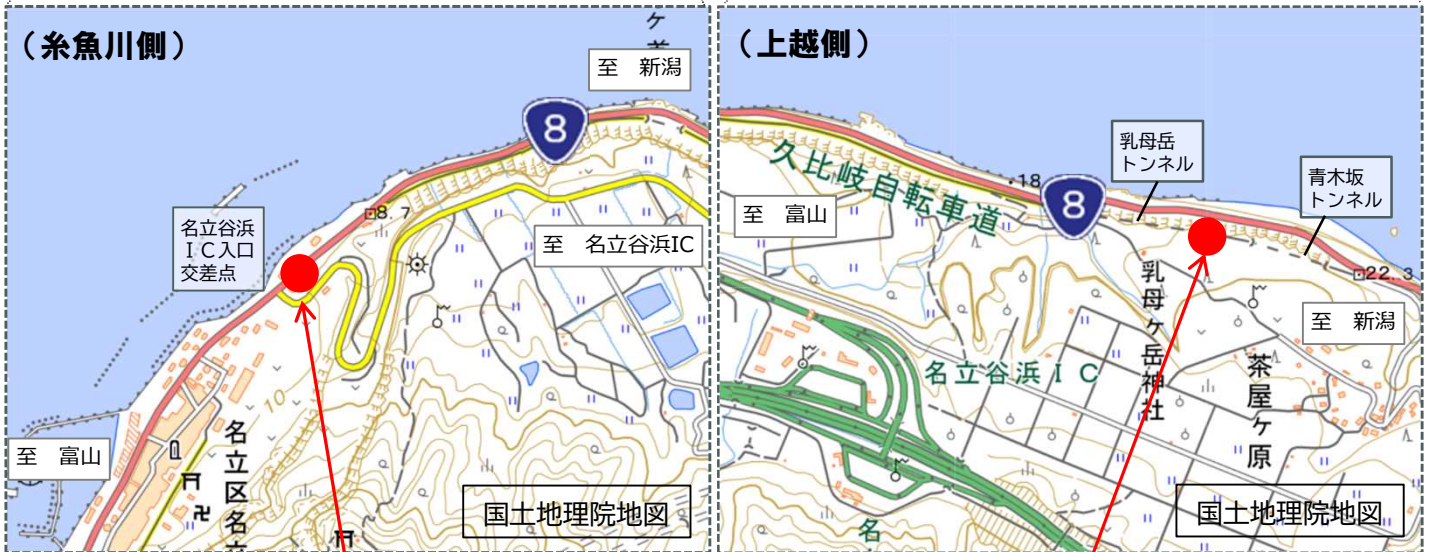 （糸魚川側）
ケ
至　新潟
8
8.7
名立谷浜
ＩＣ入口
交差点
至　名立谷浜IC
10
至　富山
名立区名立
国土地理院地図
（上越側）
久比岐自転車道
18
8
乳母岳
トンネル
青木坂
トンネル
至　富山
22.3
至　新潟
乳母ヶ岳神社
名立谷浜ＩＣ
茶屋ヶ原
名
国土地理院地図